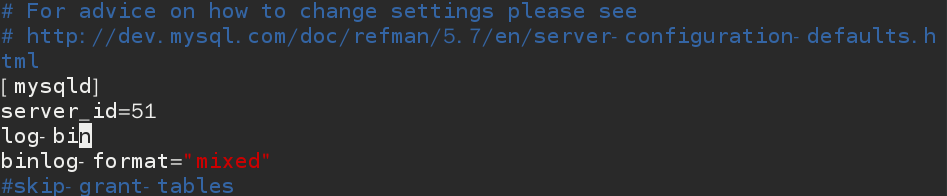 # For advice on how to change settings please see
# http://dev.mysql.com/doc/refman/5.7/en/server-configuration-defaults.h
tml
[mysqld]
server_id=51
log-bin
binlog-format="mixed"
#skip-grant-tables